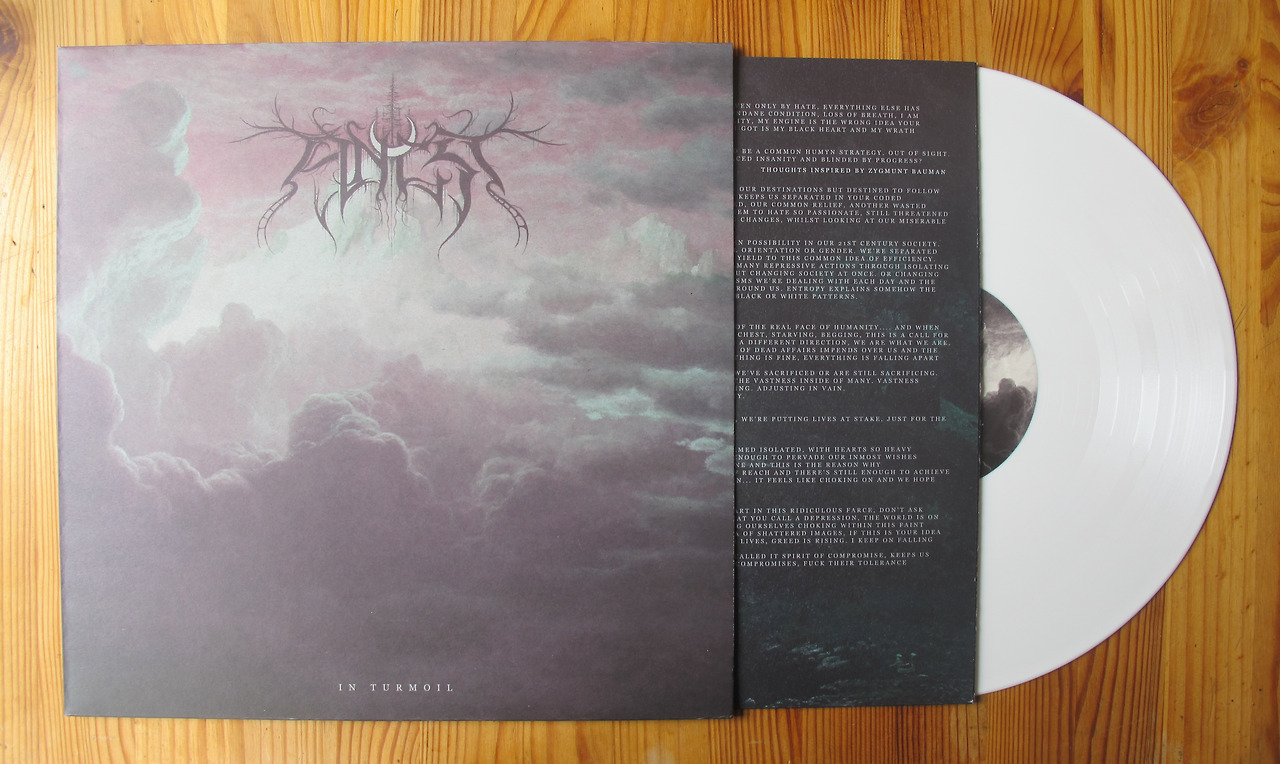 IN TURMOIL
EN ONLY BY HATE, EVERYTHING ELSE HAS
NDANE CONDITION, LOSS OF BREATH, I AM
ITY, MY ENGINE IS THE WRONG IDEA YOUR
GOT IS MY BLACK HEART AND MY WRATH
BE A COMMON HUMYN STRATEGY. OUT OF SIGHT
CED INSANITY AND BLINDED BY PROGRESS?
THOUGHTS INSPIRED BY ZYGMUNT BAUMAN
OUR DESTINATIONS BUT DESTINED TO FOLLOW
KEEPS US SEPARATED IN YOUR CODED
D, OUR COMMON RELIEF, ANOTHER WASTED
EM TO HATE SO PASSIONATE, STILL THREATENED
CHANGES, WHILST LOOKING AT OUR MISERABLE
N POSSIBILITY IN OUR 21ST CENTURY SOCIETY.
ORIENTATION OR GENDER. WE'RE SEPARATED
YIELD TO THIS COMMON IDEA OF EFFICIENCY.
MANY REPRESSIVE ACTIONS THROUGH ISOLATING
UT CHANGING SOCIETY AT ONCE. OR CHANGING
SMS WE'RE DEALING WITH EACH DAY AND THE
ROUND US. ENTROPY EXPLAINS SOMEHOW THE
BLACK OR WHITE PATTERNS.
OF THE REAL FACE OF HUMANITY.... AND WHEN
CHEST, STARVING, BEGGING, THIS IS A CALL FOR
A DIFFERENT DIRECTION, WE ARE WHAT WE ARE,
OF DEAD AFFAIRS IMPENDS OVER US AND THE
THING IS FINE, EVERYTHING IS FALLING APART
WE'VE SACRIFICED OR ARE STILL SACRIFICING.
HE VASTNESS INSIDE OF MANY. VASTNESS
NG. ADJUSTING IN VAIN.
Y.
WE'RE PUTTING LIVES AT STAKE, JUST FOR THE
MED ISOLATED, WITH HEARTS SO HEAVY
ENOUGH TO PERVADE OUR INMOST WISHES
NE AND THIS IS THE REASON WHY
REACH AND THERE'S STILL ENOUGH TO ACHIEVE
N... IT FEELS LIKE CHOKING ON AND WE HOPE
ART IN THIS RIDICULOUS FARCE, DON'T ASK
AT YOU CALL A DEPRESSION, THE WORLD IS ON
G OURSELVES CHOKING WITHIN THIS FAINT
A OF SHATTERED IMAGES, IF THIS IS YOUR IDEA
LIVES, GREED IS RISING. I KEEP ON FALLING
ALLED IT SPIRIT OF COMPROMISE, KEEPS US
COMPROMISES, FUCK THEIR TOLERANCE